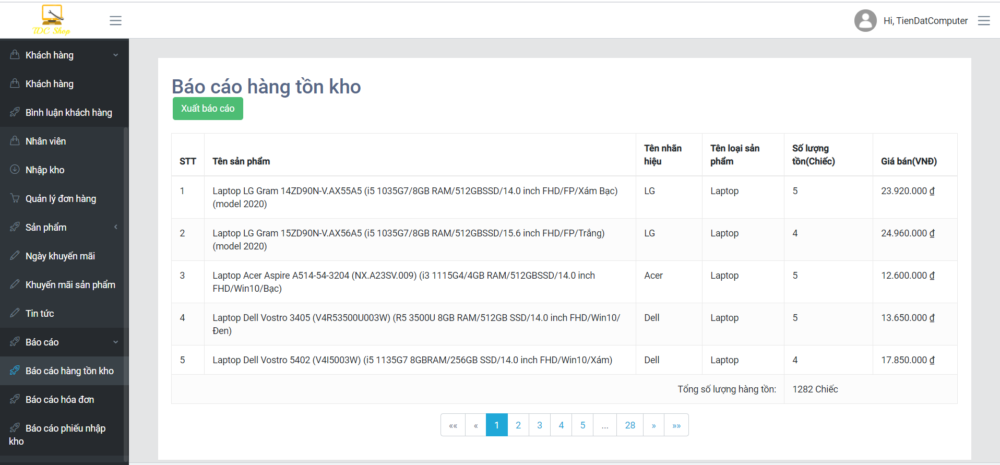 TDC Shop
Hi, TienDatComputer
Khách hàng
Khách hàng
Bình luận khách hàng
Nhân viên
Nhập kho
Quản lý đơn hàng
Sản phẩm
Ngày khuyến mãi
Khuyến mãi sản phẩm
Tin tức
Báo cáo
Báo cáo hàng tồn kho
Báo cáo hóa đơn
Báo cáo phiếu nhập
kho
Báo cáo hàng tồn kho
Xuất báo cáo
STT Tên sản phẩm Tên nhãn hiệu Tên loại sản phẩm Số lượng tồn(Chiếc) Giá bán(VNĐ)
1 Laptop LG Gram 14ZD90N-V.AX55A5 (i5 1035G7/8GB RAM/512GBSSD/14.0 inch FHD/FP/Xám Bạc) LG Laptop 5 23.920.000 ₫
(model 2020)
2 Laptop LG Gram 15ZD90N-V.AX56A5 (i5 1035G7/8GB RAM/512GBSSD/15.6 inch FHD/FP/Trắng) LG Laptop 4 24.960.000 ₫
(model 2020)
3 Laptop Acer Aspire A514-54-3204 (NX.A23SV.009) (i3 1115G4/4GB RAM/512GBSSD/14.0 inch Acer Laptop 5 12.600.000 ₫
FHD/Win10/Bạc)
4 Laptop Dell Vostro 3405 (V4R53500U003W) (R5 3500U 8GB RAM/512GB SSD/14.0 inch FHD/Win10/ Dell Laptop 5 13.650.000 ₫
Đen)
5 Laptop Dell Vostro 5402 (V4I5003W) (i5 1135G7 8GBRAM/256GB SSD/14.0 inch FHD/Win10/Xám) Dell Laptop 4 17.850.000 ₫
Tổng số lượng hàng tồn: 1282 Chiếc
«« « 1 2 3 4 5 ... 28 » »»